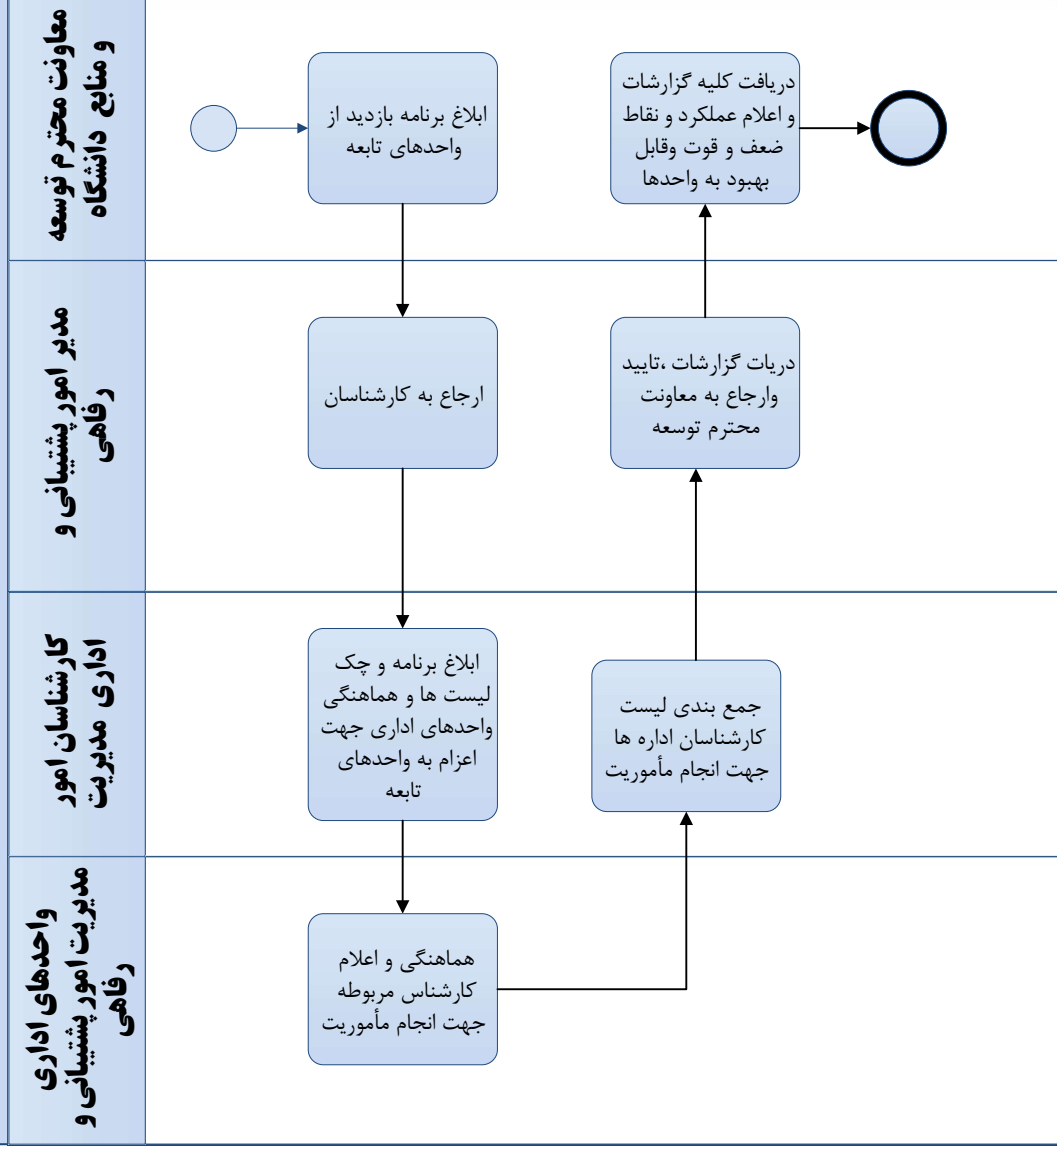 معاونت محترم توسعه
و منابع دانشگاه
ابلاغ برنامه بازدید از
واحدهای تابعه
دریافت کلیه گزارشات
و اعلام عملکرد و نقاط
ضعف و قوت وقابل
بهبود به واحدها
مدیر امور پشتیبانی و
رفاهی
ارجاع به کارشناسان
دریات گزارشات ،تایید
وارجاع به معاونت
محترم توسعه
کارشناسان امور
اداری مدیریت
ابلاغ برنامه و چک
لیست ها و هماهنگی
واحدهای اداری جهت
اعزام به واحدهای
تابعه
جمع بندی لیست
کارشناسان اداره ها
جهت انجام مأموریت
واحدهای اداری
مدیریت امور پشتیبانی و
رفاهی
هماهنگی و اعلام
کارشناس مربوطه
جهت انجام مأموریت